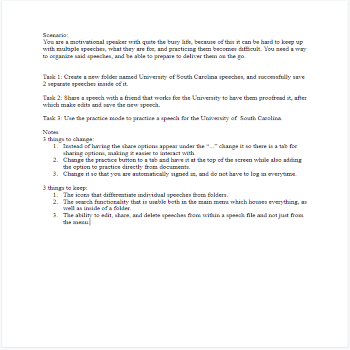 Scenario:
You are a motivational speaker with quite the busy life, because of this it can be hard to keep up
with multiple speeches, what they are for, and practicing them becomes difficult. You need a way
to organize said speeches, and be able to prepare to deliver them on the go.
Task 1: Create a new folder named University of South Carolina speeches, and successfully save
2 separate speeches inside of it.
Task 2: Share a speech with a friend that works for the University to have them proofread it, after
which make edits and save the new speech.
Task 3: Use the practice mode to practice a speech for the University of South Carolina.
Notes
3 things to change:
1. Instead of having the share options appear under the "..." change it so there is a tab for
sharing options, making it easier to interact with.
2. Change the practice button to a tab and have it at the top of the screen while also adding
the option to practice directly from documents.
3. Change it so that you are automatically signed in, and do not have to log in everytime.
3 things to keep:
1. The icons that differentiate individual speeches from folders.
2. The search functionality that is usable both in the main menu which houses everything, as
well as inside of a folder.
3. The ability to edit, share, and delete speeches from within a speech file and not just from
the menu.